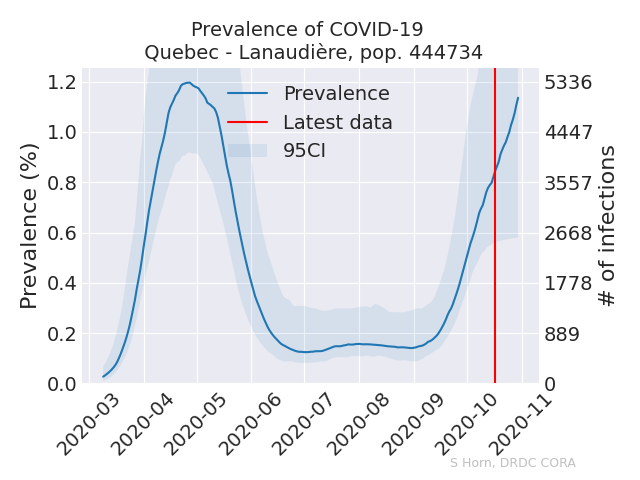 Prevalence of COVID-19
Quebec - Lanaudière, pop. 444734
Prevalence
Latest data
95CI
Prevalence (%)
1.2
1.0
0.8
0.6
0.4
0.2
0.0
# of infections
5336
4447
3557
2668
1778
889
0
2020-03
2020-04
2020-05
2020-06
2020-07
2020-08
2020-09
2020-10
2020-11
S Horn, DRDC CORA